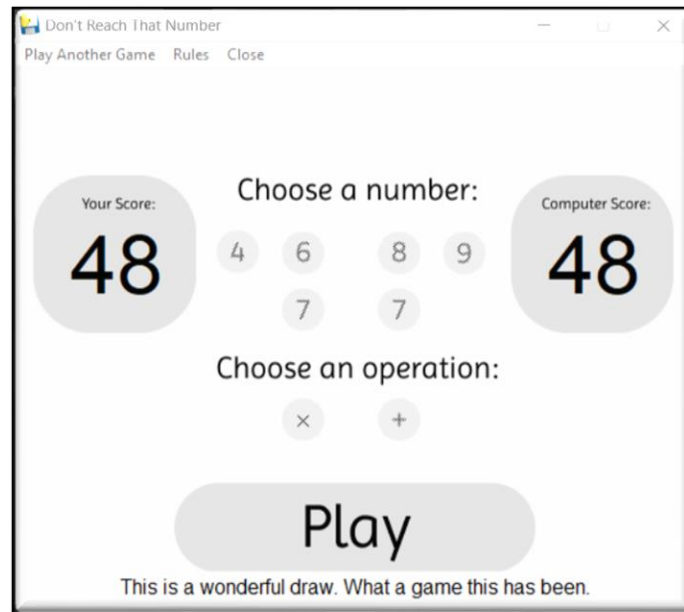 Don't Reach That Number
Play Another Game Rules Close
Choose a number:
Your Score:
48
4 6 8 9
7 7
Computer Score:
48
Choose an operation:
× +
Play
This is a wonderful draw. What a game this has been.